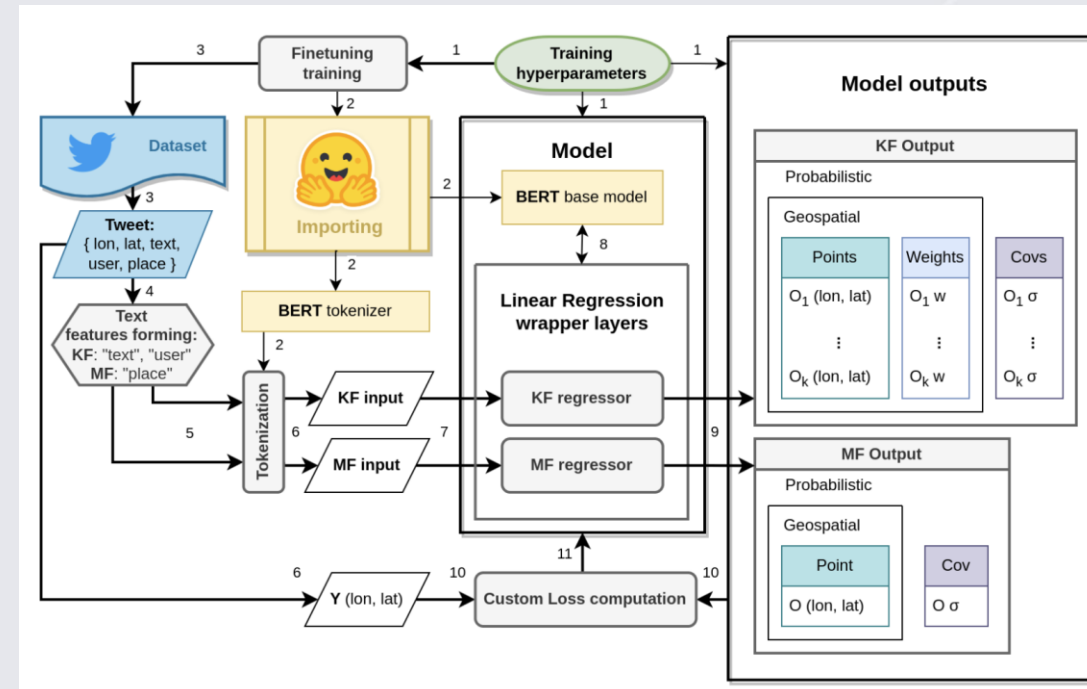 3
Finetuning
training
1
Training
hyperparameters
1
Model outputs
2
1
Dataset
Importing
Model
2
BERT base model
KF Output
Probabilistic
Geospatial
Points
Weights
Covs
O1 (lon, lat)
O1 w
O1 σ
⋮
⋮
⋮
Ok (lon, lat)
Ok w
Ok σ
3
Tweet:
{ lon, lat, text,
user, place }
2
8
4
BERT tokenizer
Linear Regression
wrapper layers
Text
features forming:
KF: "text", "user"
MF: "place"
2
Tokenization
KF input
KF regressor
5
6
7
9
MF input
MF regressor
MF Output
Probabilistic
Geospatial
Point
Cov
O (lon, lat)
O σ
11
6
Y (lon, lat)
10
Custom Loss computation
10